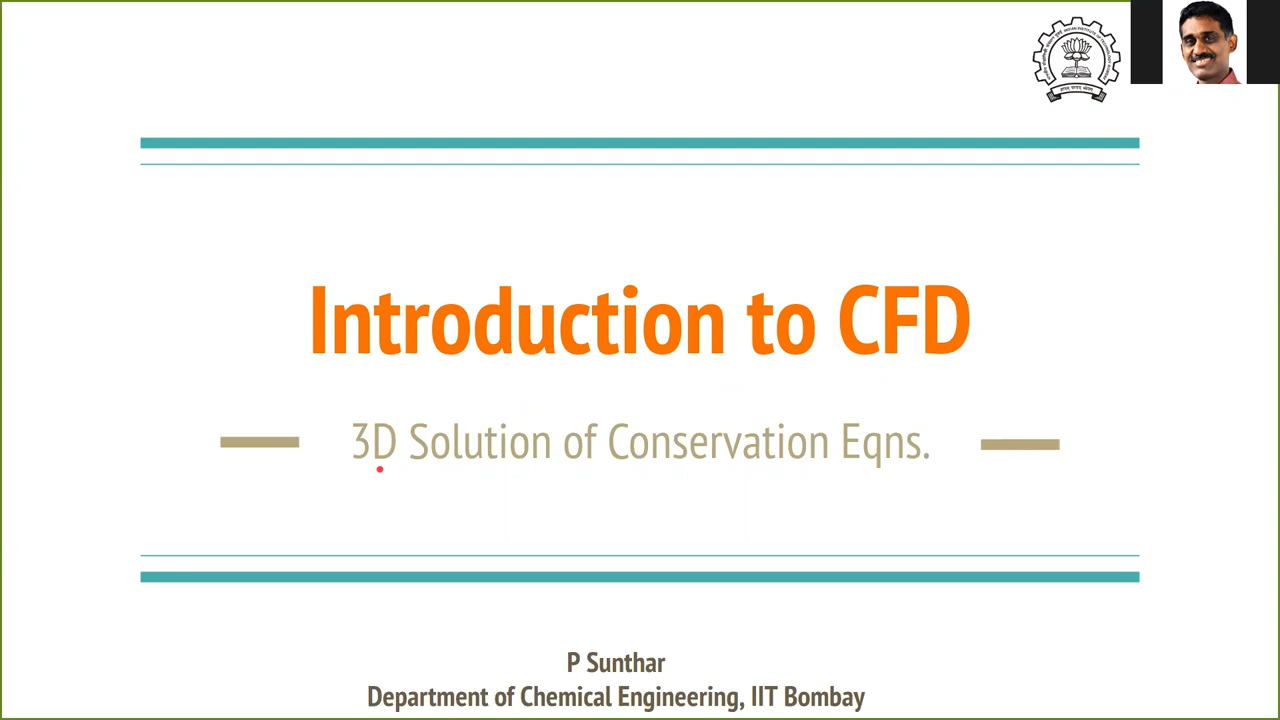 Introduction to CFD
3D Solution of Conservation Eqns.
P Sunthar
Department of Chemical Engineering, IIT Bombay